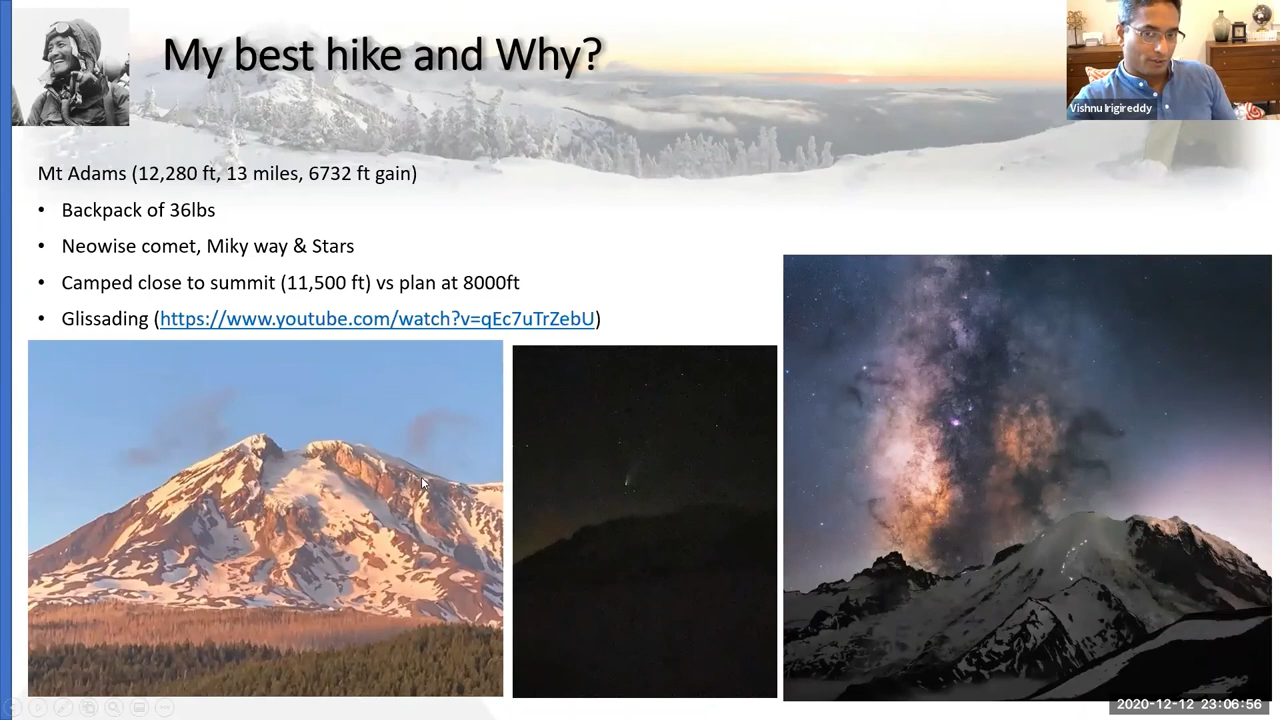 My best hike and Why?
Vishnu Irigireddy
Mt Adams (12,280 ft, 13 miles, 6732 ft gain)
• Backpack of 36lbs
• Neowise comet, Miky way & Stars
• Camped close to summit (11,500 ft) vs plan at 8000ft
• Glissading (https://www.youtube.com/watch?v=qEc7uTrZebU)
2020-12-12 23:06:56